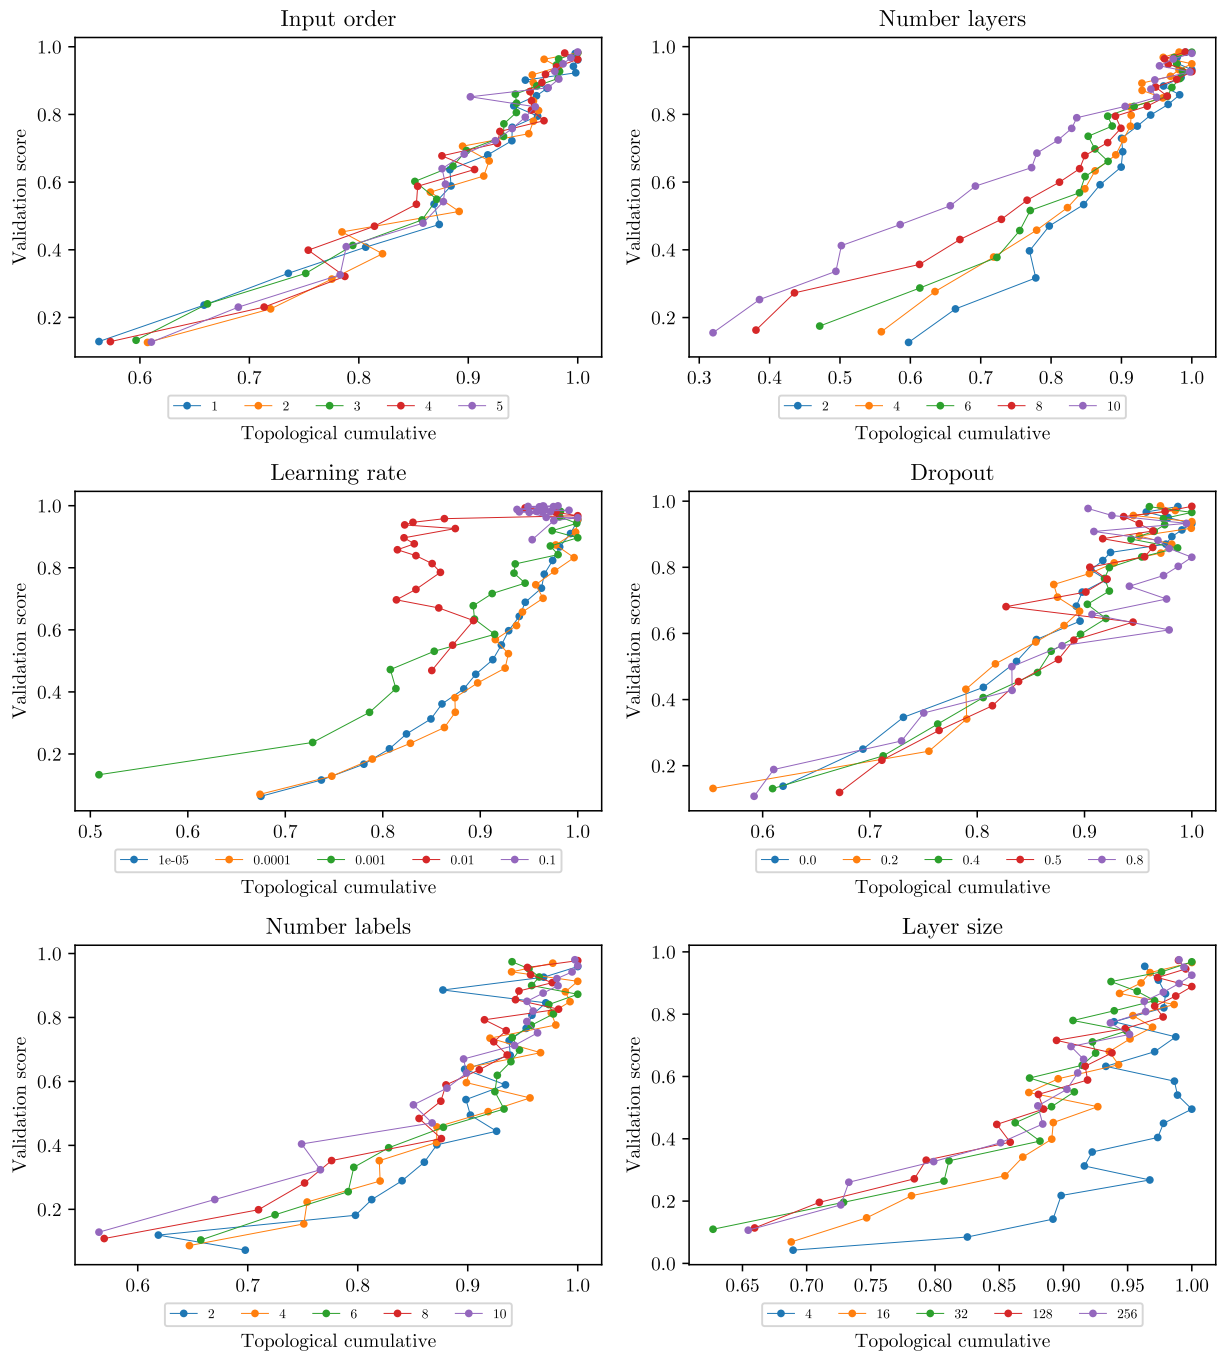 Input order
Validation score
1.0
0.8
0.6
0.4
0.2
0.6 0.7 0.8 0.9 1.0
1 2 3 4 5
Topological cumulative
Number layers
Validation score
1.0
0.8
0.6
0.4
0.2
0.3 0.4 0.5 0.6 0.7 0.8 0.9 1.0
2 4 6 8 10
Topological cumulative
Learning rate
Validation score
1.0
0.8
0.6
0.4
0.2
0.5 0.6 0.7 0.8 0.9 1.0
1e-05 0.0001 0.001 0.01 0.1
Topological cumulative
Dropout
Validation score
1.0
0.8
0.6
0.4
0.2
0.6 0.7 0.8 0.9 1.0
0.0 0.2 0.4 0.5 0.8
Topological cumulative
Number labels
Validation score
1.0
0.8
0.6
0.4
0.2
0.6 0.7 0.8 0.9 1.0
2 4 6 8 10
Topological cumulative
Layer size
Validation score
1.0
0.8
0.6
0.4
0.2
0.0
0.65 0.70 0.75 0.80 0.85 0.90 0.95 1.00
4 16 32 128 256
Topological cumulative